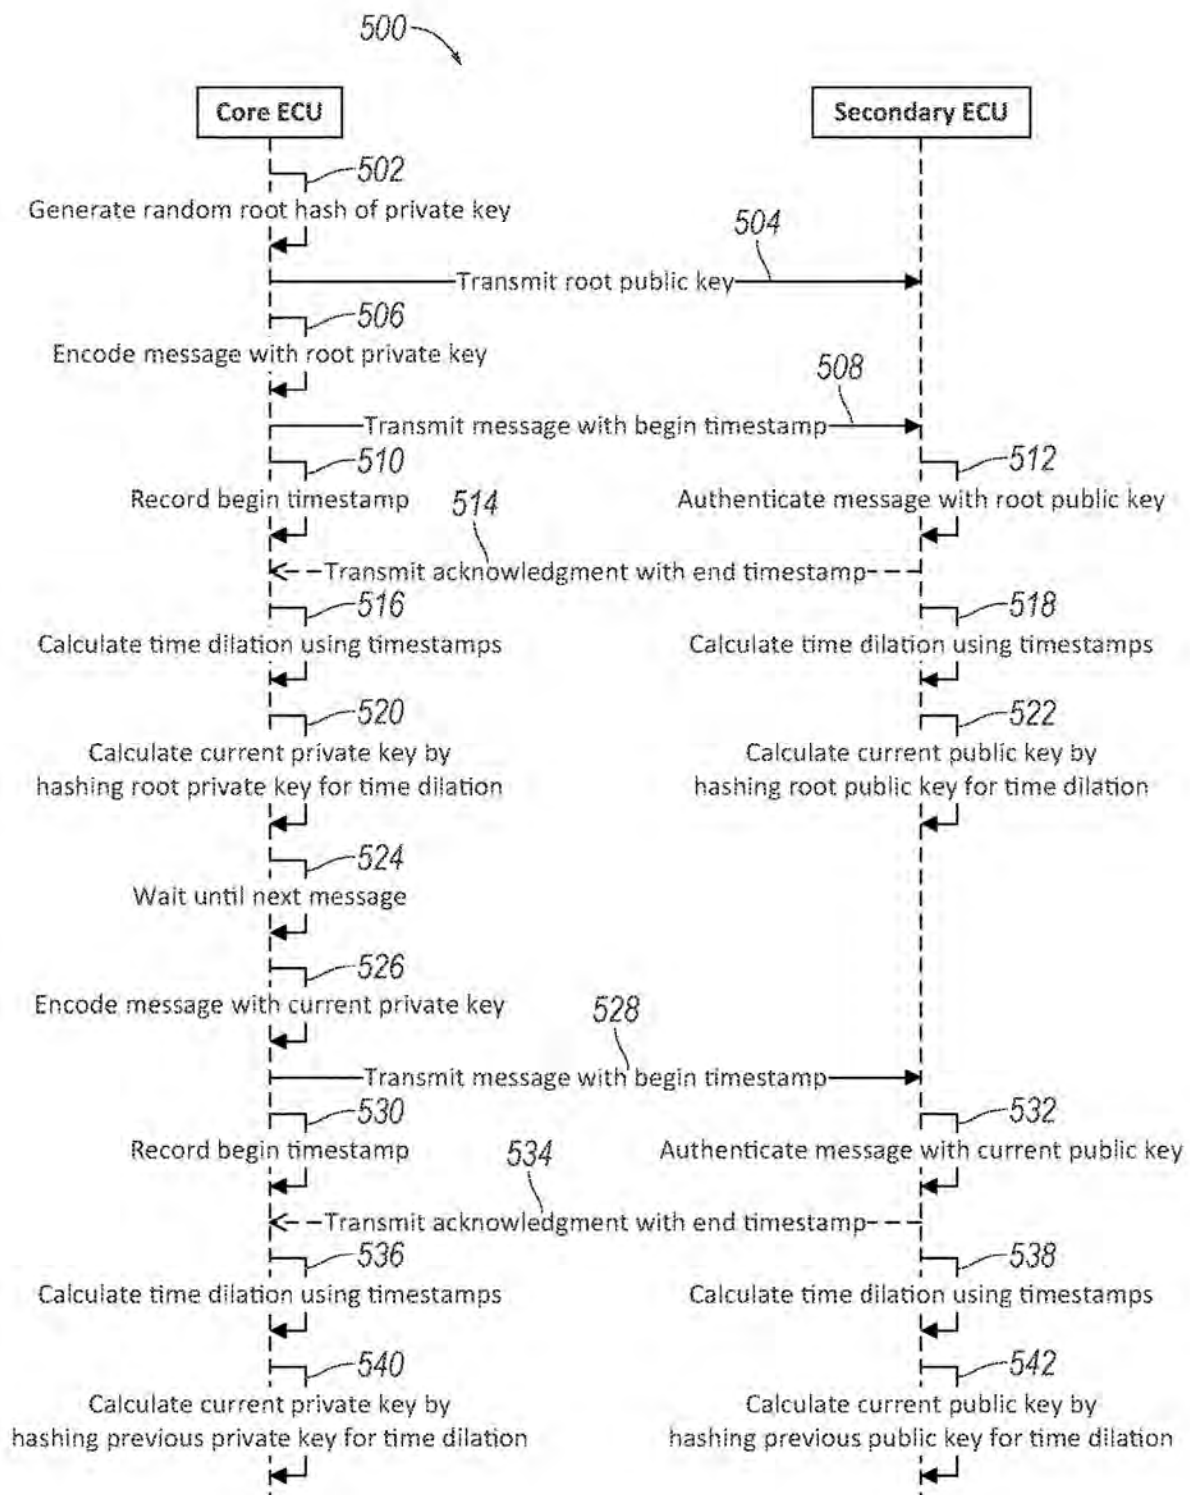 500
Core ECU
Secondary ECU
502
Generate random root hash of private key
504
Transmit root public key
506
Encode message with root private key
508
Transmit message with begin timestamp
510
512
Record begin timestamp
514
Authenticate message with root public key
Transmit acknowledgment with end timestamp
516
518
Calculate time dilation using timestamps
Calculate time dilation using timestamps
520
522
Calculate current private key by
hashing root private key for time dilation
Calculate current public key by
hashing root public key for time dilation
524
Wait until next message
526
Encode message with current private key
528
Transmit message with begin timestamp
530
532
Record begin timestamp
534
Authenticate message with current public key
Transmit acknowledgment with end timestamp
536
538
Calculate time dilation using timestamps
Calculate time dilation using timestamps
540
542
Calculate current private key by
hashing previous private key for time dilation
Calculate current public key by
hashing previous public key for time dilation